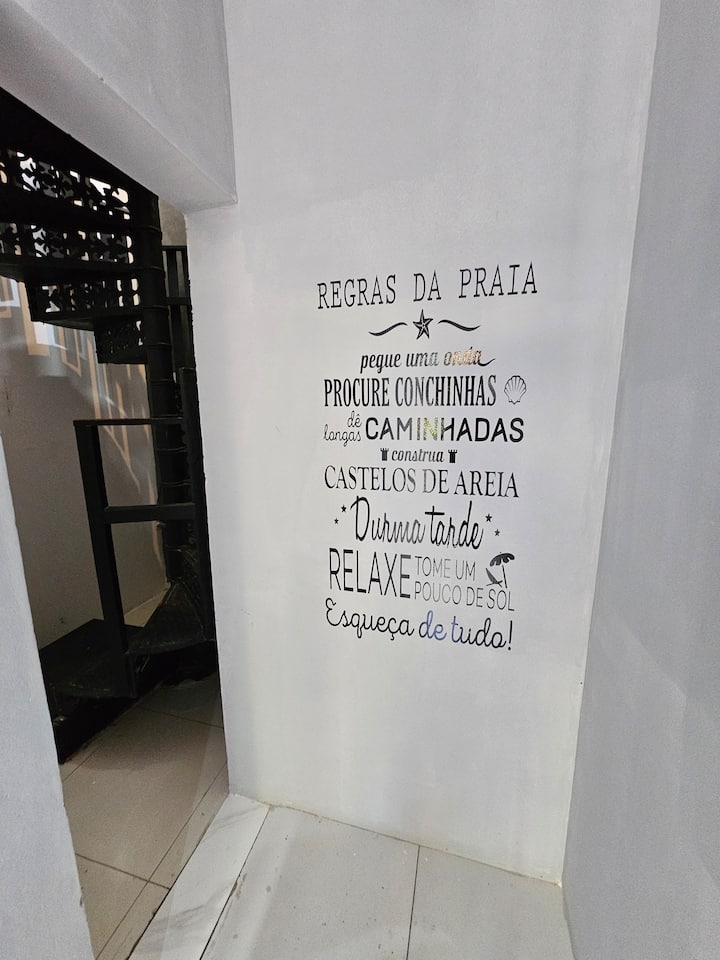 REGRAS DA PRAIA
pegue uma onda
PROCURE CONCHINHAS
dê longas CAMINHADAS
construa
CASTELOS DE AREIA
Durma tarde
RELAXE TOME UM POUCO DE SOL
Esqueça de tudo!